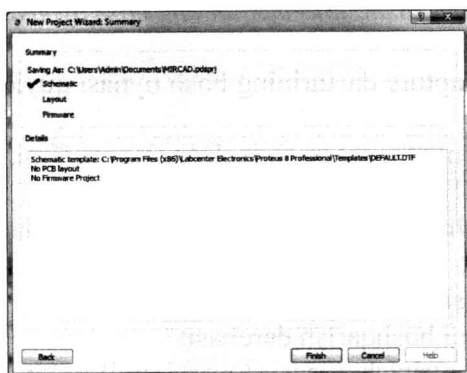 New Project Wizard: Summary
Summary
Saving As: C:\Users\Admin\Documents\MIRCAD.pdsprj
Schematic
Layout
Firmware
Details
Schematic template: C:\Program Files (x86)\Labcenter Electronics\Proteus 8 Professional\Templates\DEFAULT.DTF
No PCB layout
No Firmware Project
Back
Finish
Cancel
Help